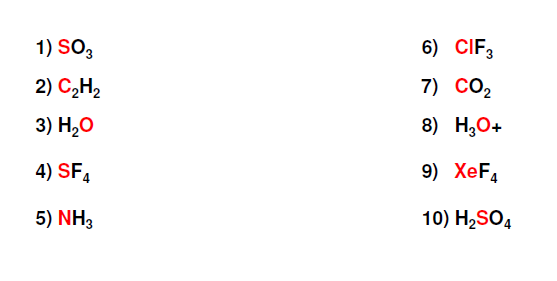 1) SO₃
2) C₂H₂
3) H₂O
4) SF₄
5) NH₃
6) ClF₃
7) CO₂
8) H₃O+
9) XeF₄
10) H₂SO₄